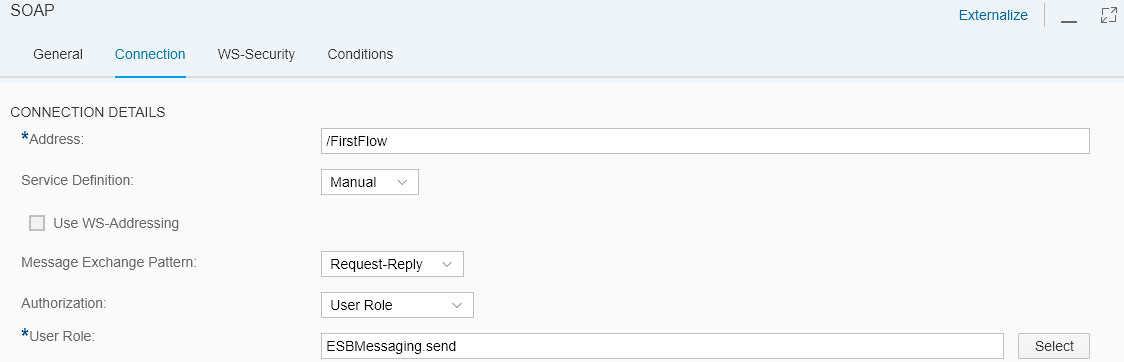 SOAP
Externalize
General Connection WS-Security Conditions
CONNECTION DETAILS
*Address: /FirstFlow
Service Definition: Manual
Use WS-Addressing
Message Exchange Pattern: Request-Reply
Authorization: User Role
*User Role: ESBMessaging.send Select